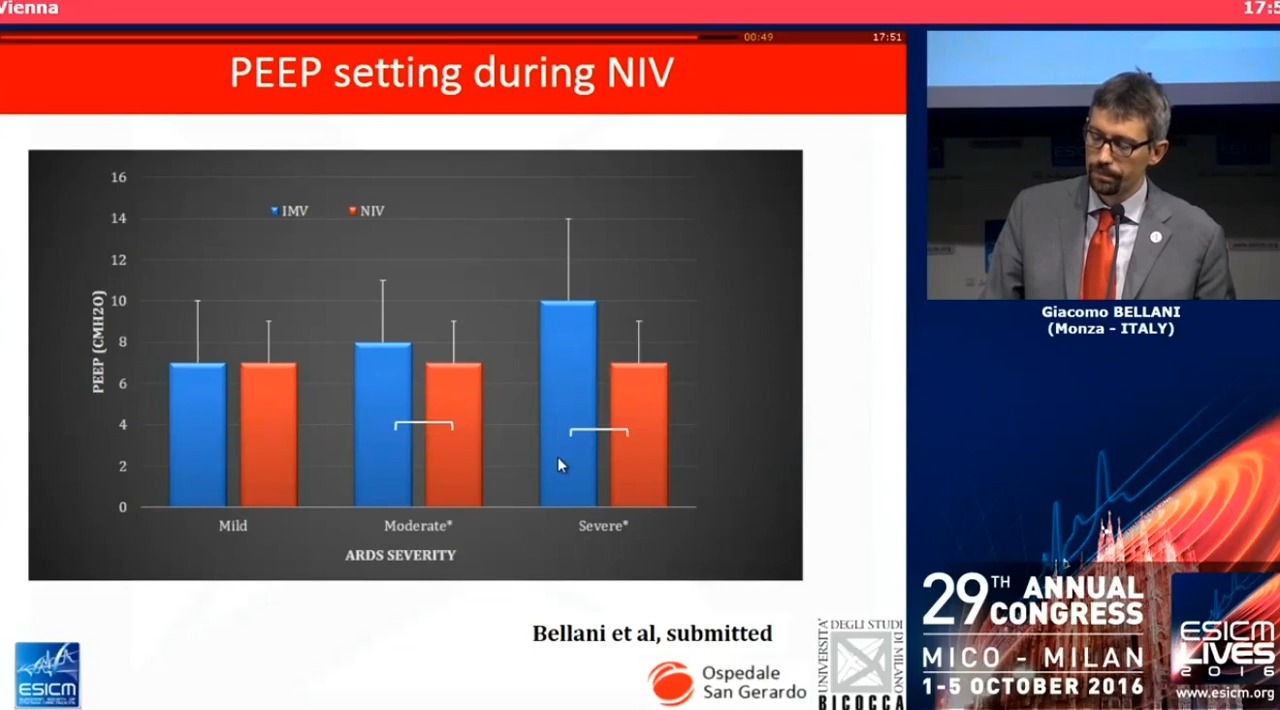 Vienna
17:5
00:49
17:51
PEEP setting during NIV
IMV
NIV
16
14
12
10
8
6
4
2
0
PEEP (CMH2O)
Mild
Moderate*
Severe*
ARDS SEVERITY
Bellani et al, submitted
ESICM
Ospedale
San Gerardo
UNIVERSITA'
DEGLI STUDI
DI MILANO
BICOCCA
Giacomo BELLANI
(Monza - ITALY)
29TH ANNUAL
CONGRESS
MICO - MILAN
1-5 OCTOBER 2016
ESICM
LIVES
2016
www.esicm.org